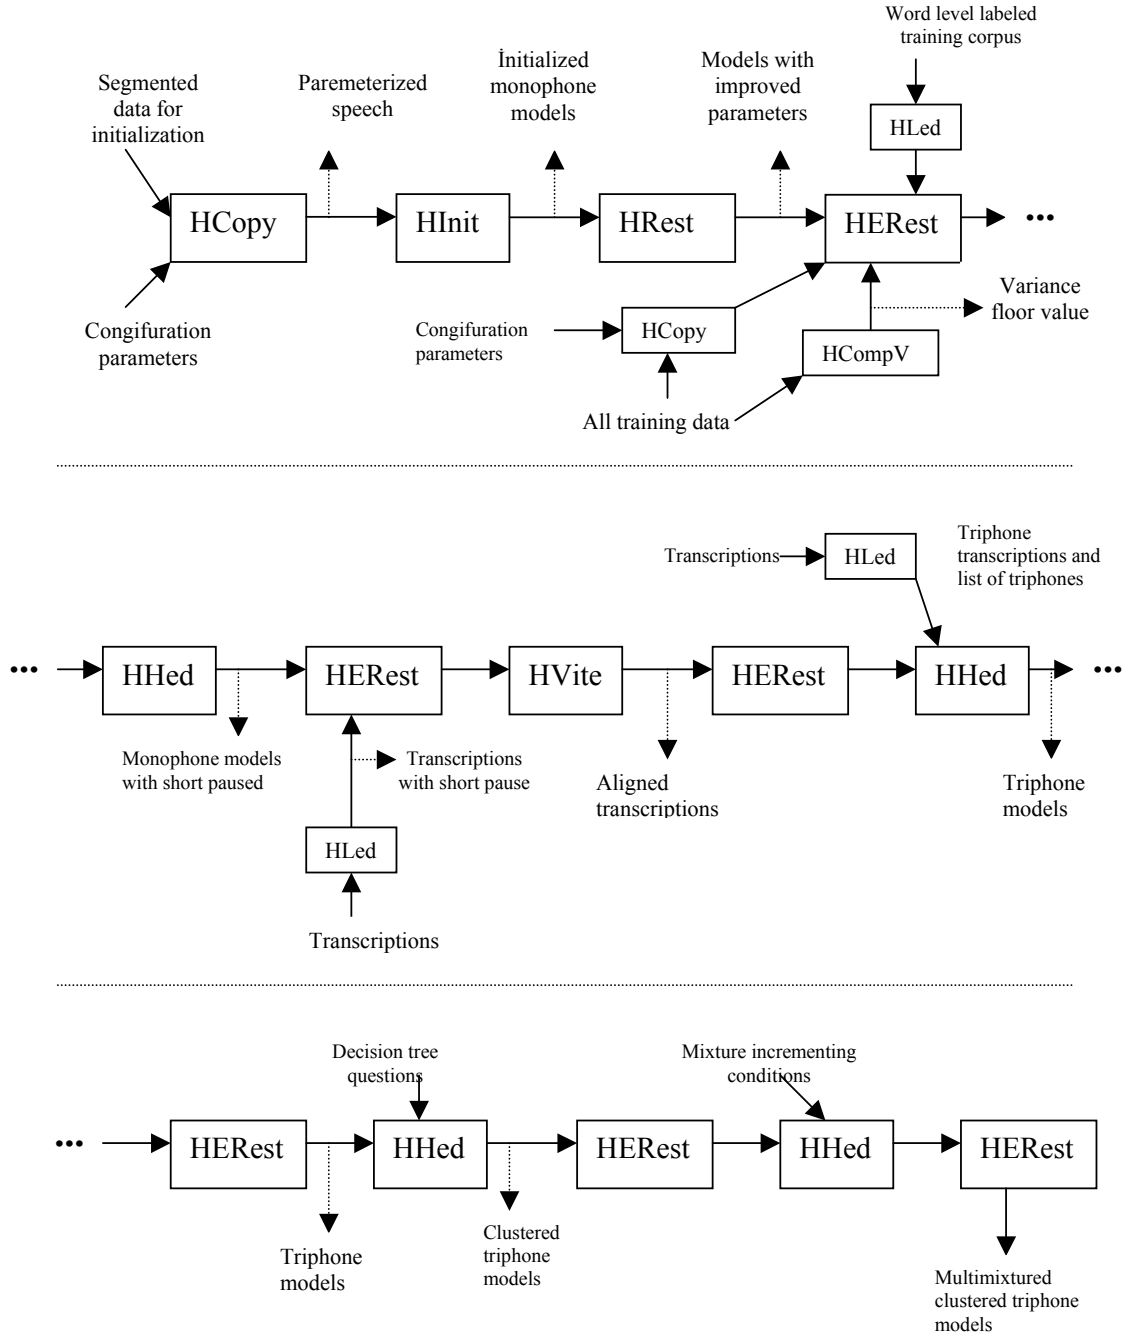 Word level labeled
training corpus
Segmented
data for
initialization
Paremeterized
speech
İnitialized
monophone
models
Models with
improved
parameters
HLed
HCopy
HInit
HRest
HERest
•••
Congifuration
parameters
Congifuration
parameters
HCopy
HCompV
Variance
floor value
All training data
Transcriptions
HLed
Triphone
transcriptions and
list of triphones
•••
HHed
HERest
HVite
HERest
HHed
•••
Monophone models
with short paused
Transcriptions
with short pause
Aligned
transcriptions
Triphone
models
HLed
Transcriptions
Decision tree
questions
Mixture incrementing
conditions
•••
HERest
HHed
HERest
HHed
HERest
Triphone
models
Clustered
triphone
models
Multimixtured
clustered triphone
models